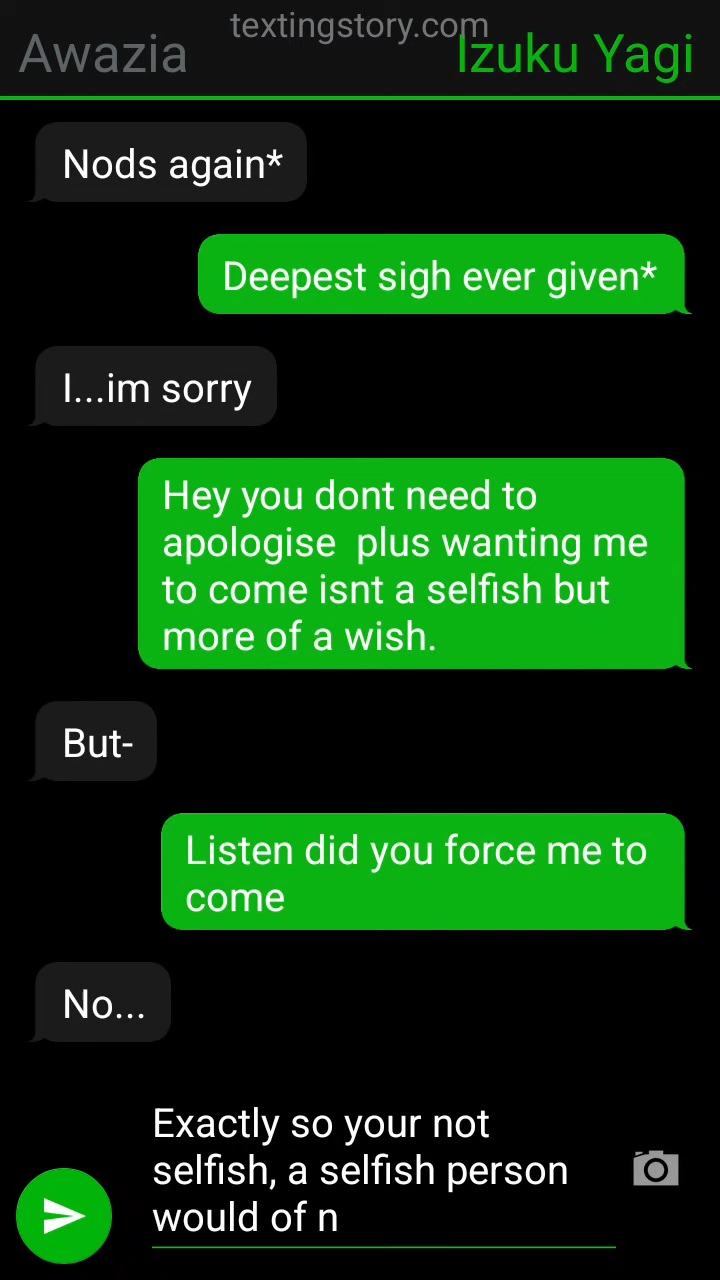 textingstory.com
Awazia
Izuku Yagi
Nods again*
Deepest sigh ever given*
I...im sorry
Hey you dont need to
apologise  plus wanting me
to come isnt a selfish but
more of a wish.
But-
Listen did you force me to
come
No...
Exactly so your not
selfish, a selfish person
would of n